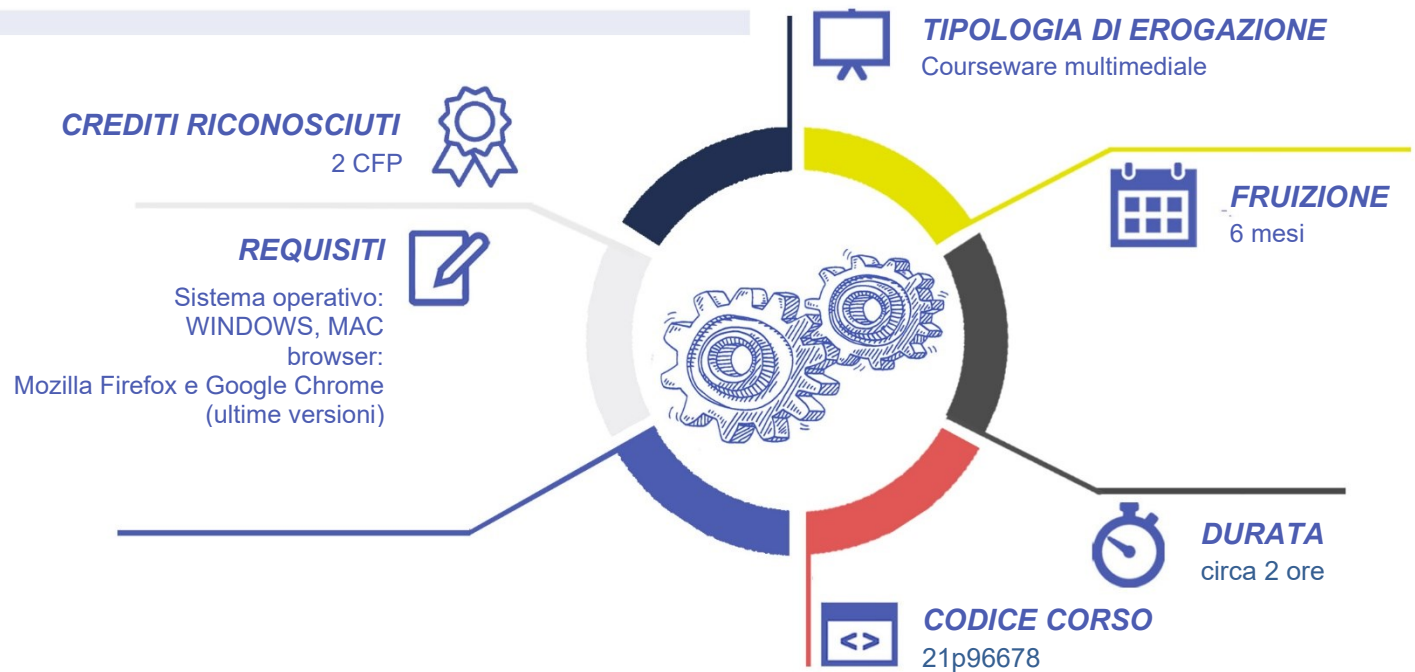 TIPOLOGIA DI EROGAZIONE
Courseware multimediale
CREDITI RICONOSCIUTI
2 CFP
FRUIZIONE
6 mesi
REQUISITI
Sistema operativo:
WINDOWS, MAC
browser:
Mozilla Firefox e Google Chrome
(ultime versioni)
DURATA
circa 2 ore
CODICE CORSO
21p96678